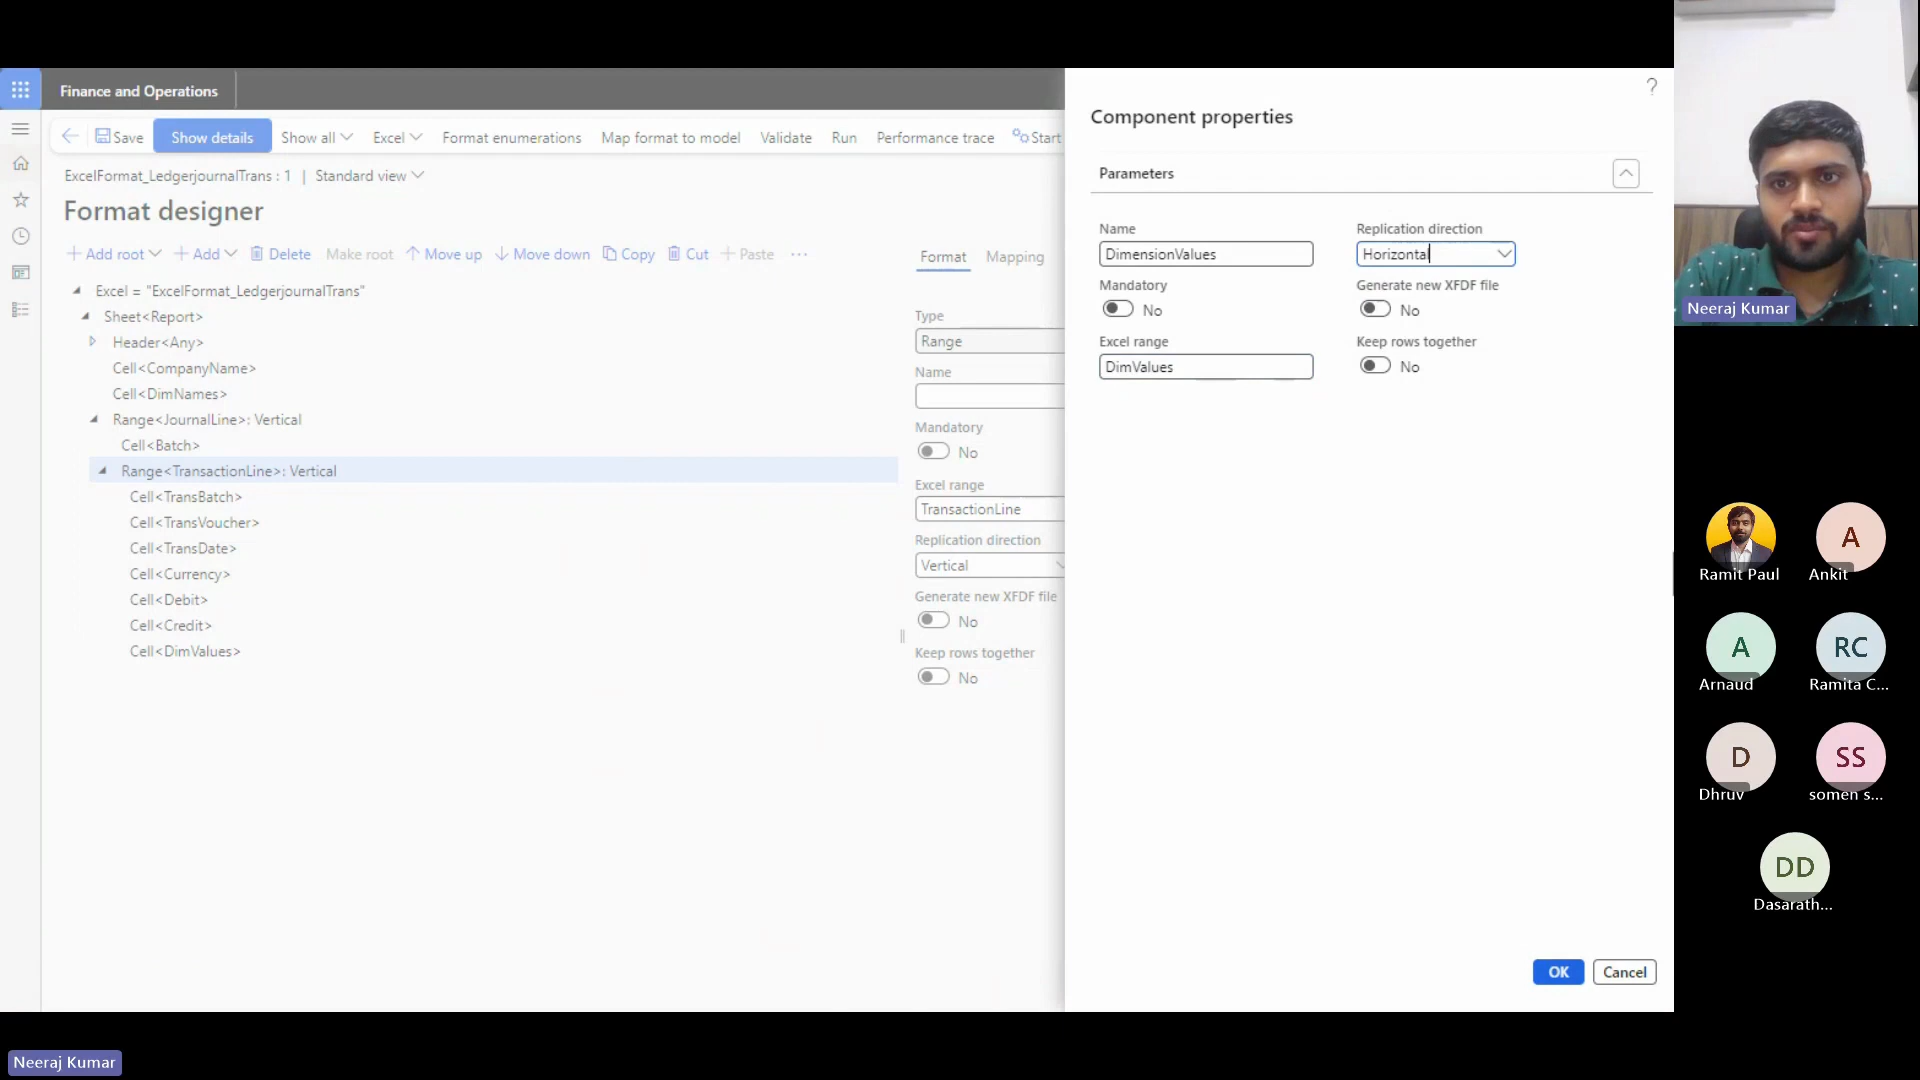 Finance and Operations
?
Save
Show details
Show all
Excel
Format enumerations
Map format to model
Validate
Run
Performance trace
Start
ExcelFormat_LedgerjournalTrans : 1 | Standard view
Format designer
+ Add root
+ Add
Delete
Make root
Move up
Move down
Copy
Cut
+ Paste
...
Format
Mapping
Excel = "ExcelFormat_LedgerjournalTrans"
Sheet<Report>
Header<Any>
Cell<CompanyName>
Cell<DimNames>
Range<JournalLine>: Vertical
Cell<Batch>
Range<TransactionLine>: Vertical
Cell<TransBatch>
Cell<TransVoucher>
Cell<TransDate>
Cell<Currency>
Cell<Debit>
Cell<Credit>
Cell<DimValues>
Type
Range
Name
Mandatory
No
Excel range
TransactionLine
Replication direction
Vertical
Generate new XFDF file
No
Keep rows together
No
Component properties
Parameters
Name
DimensionValues
Replication direction
Horizontal
Mandatory
No
Generate new XFDF file
No
Excel range
DimValues
Keep rows together
No
OK
Cancel
Neeraj Kumar
Ramit Paul
A
Ankit
A
Arnaud
RC
Ramita C...
D
Dhruv
SS
somen s...
DD
Dasarath...
Neeraj Kumar